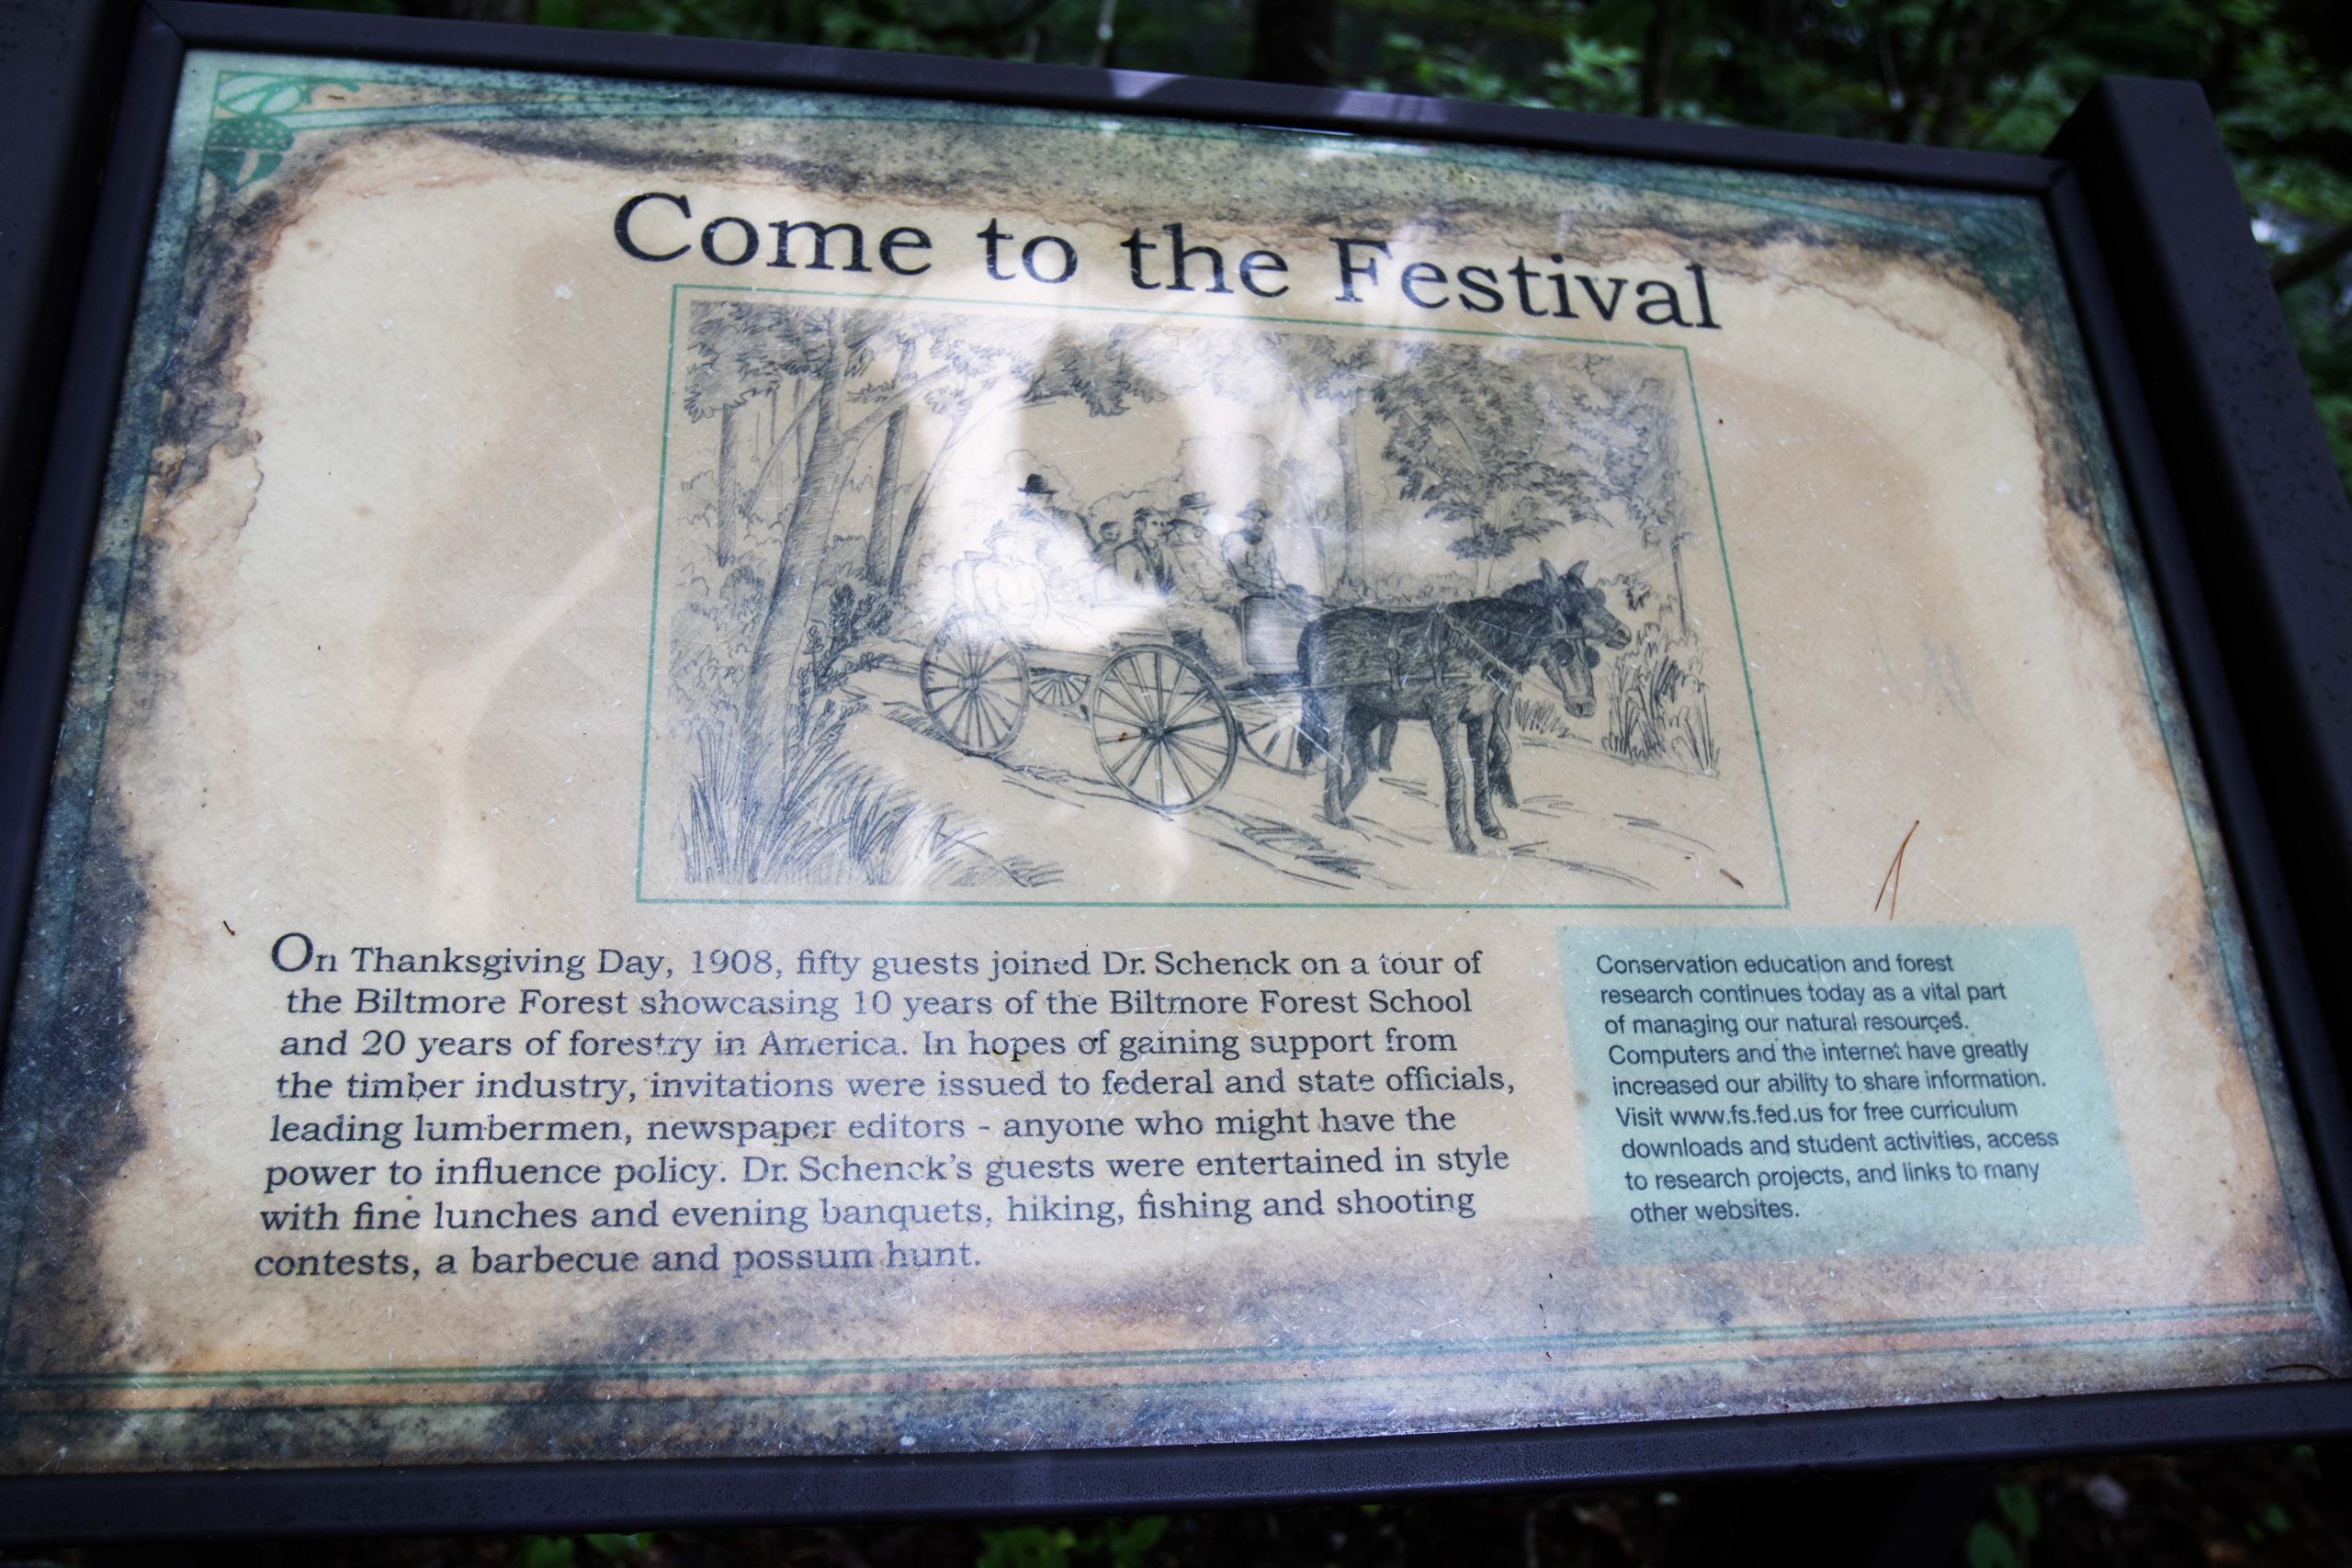 Come to the Festival
On Thanksgiving Day, 1908, fifty guests joined Dr. Schenck on a tour of
the Biltmore Forest showcasing 10 years of the Biltmore Forest School
and 20 years of forestry in America. In hopes of gaining support from
the timber industry, invitations were issued to federal and state officials,
leading lumbermen, newspaper editors - anyone who might have the
power to influence policy. Dr. Schenck's guests were entertained in style
with fine lunches and evening banquets, hiking, fishing and shooting
contests, a barbecue and possum hunt.
Conservation education and forest
research continues today as a vital part
of managing our natural resources.
Computers and the internet have greatly
increased our ability to share information.
Visit www.fs.fed.us for free curriculum
downloads and student activities, access
to research projects, and links to many
other websites.